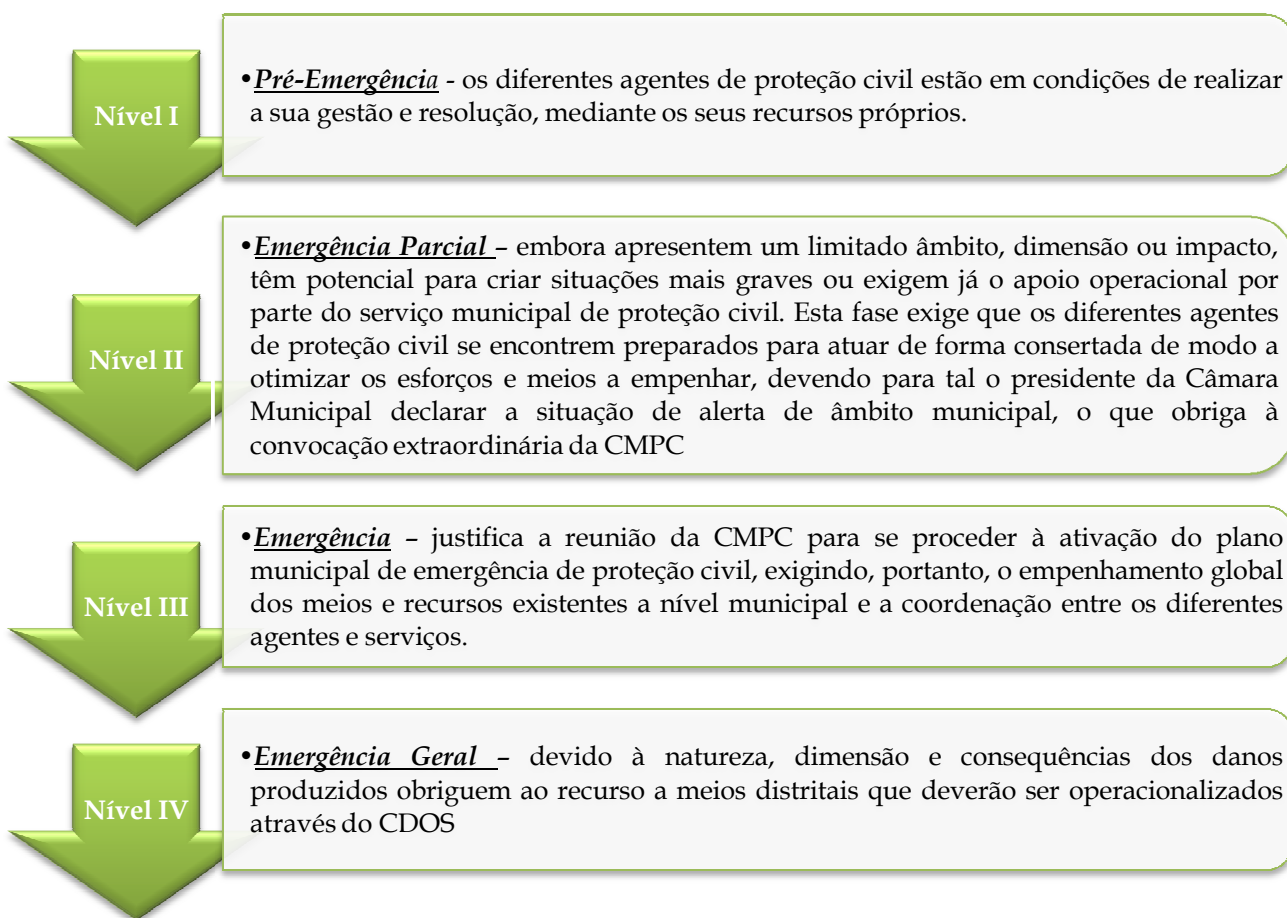 Nível I
•Pré-Emergência - os diferentes agentes de proteção civil estão em condições de realizar
a sua gestão e resolução, mediante os seus recursos próprios.
Nível II
•Emergência Parcial – embora apresentem um limitado âmbito, dimensão ou impacto,
têm potencial para criar situações mais graves ou exigem já o apoio operacional por
parte do serviço municipal de proteção civil. Esta fase exige que os diferentes agentes
de proteção civil se encontrem preparados para atuar de forma consertada de modo a
otimizar os esforços e meios a empenhar, devendo para tal o presidente da Câmara
Municipal declarar a situação de alerta de âmbito municipal, o que obriga à
convocação extraordinária da CMPC
Nível III
•Emergência – justifica a reunião da CMPC para se proceder à ativação do plano
municipal de emergência de proteção civil, exigindo, portanto, o empenhamento global
dos meios e recursos existentes a nível municipal e a coordenação entre os diferentes
agentes e serviços.
Nível IV
•Emergência Geral – devido à natureza, dimensão e consequências dos danos
produzidos obriguem ao recurso a meios distritais que deverão ser operacionalizados
através do CDOS